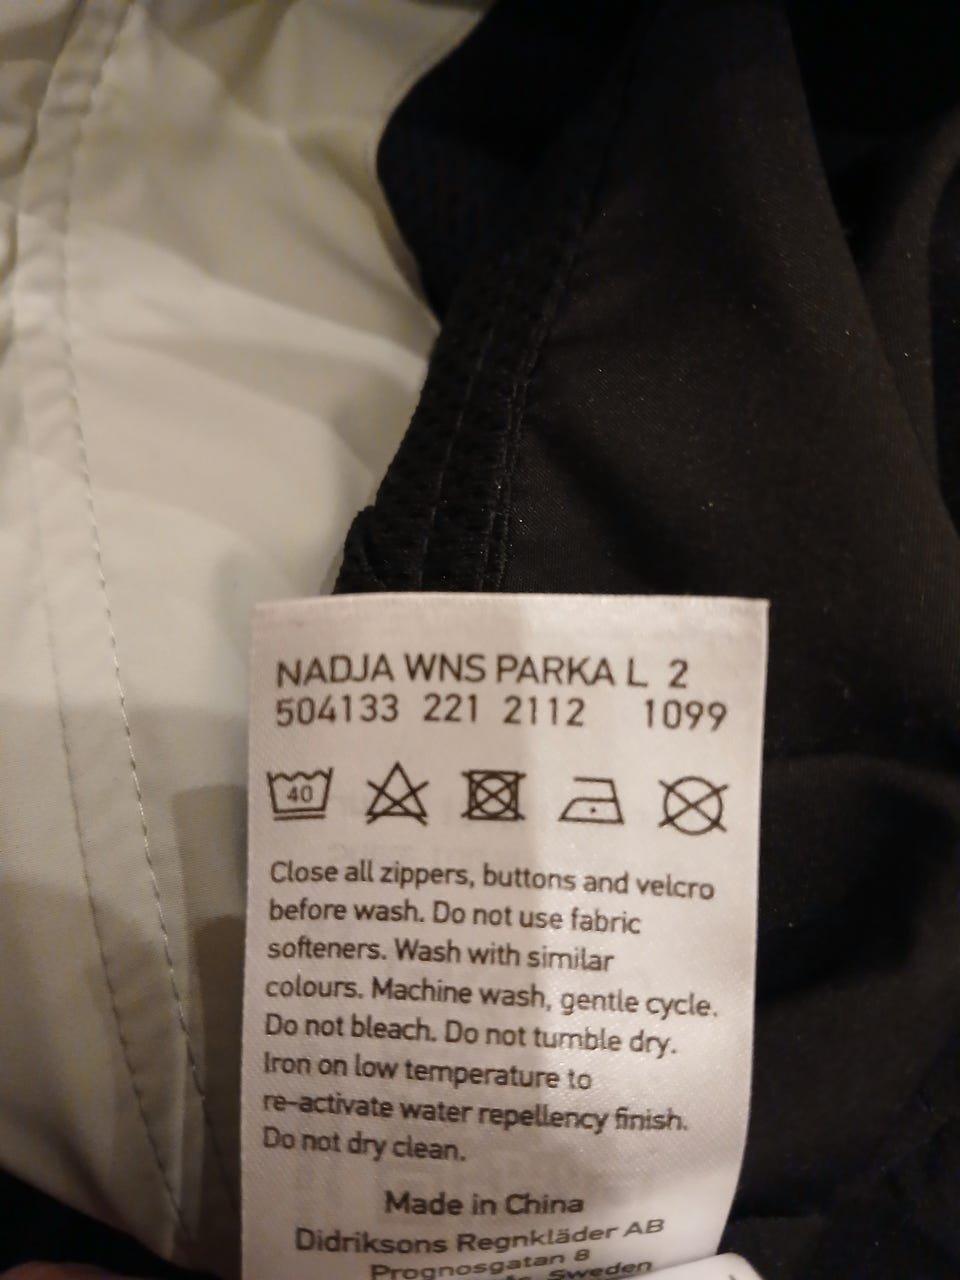 NADJA WNS PARKA L 2
504133 221 2112 1099
40
Close all zippers, buttons and velcro
before wash. Do not use fabric
softeners. Wash with similar
colours. Machine wash, gentle cycle.
Do not bleach. Do not tumble dry.
Iron on low temperature to
re-activate water repellency finish.
Do not dry clean.
Made in China
Didriksons Regnkläder AB
Prognosgatan 8
Sweden